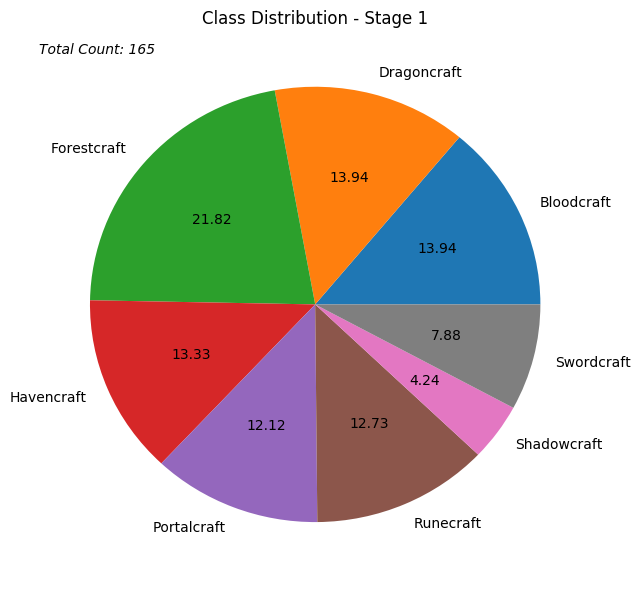 Class Distribution - Stage 1
Total Count: 165
Dragoncraft
Forestcraft
13.94
Bloodcraft
21.82
13.94
7.88
Havencraft
13.33
Swordcraft
4.24
12.12
12.73
Shadowcraft
Portalcraft
Runecraft